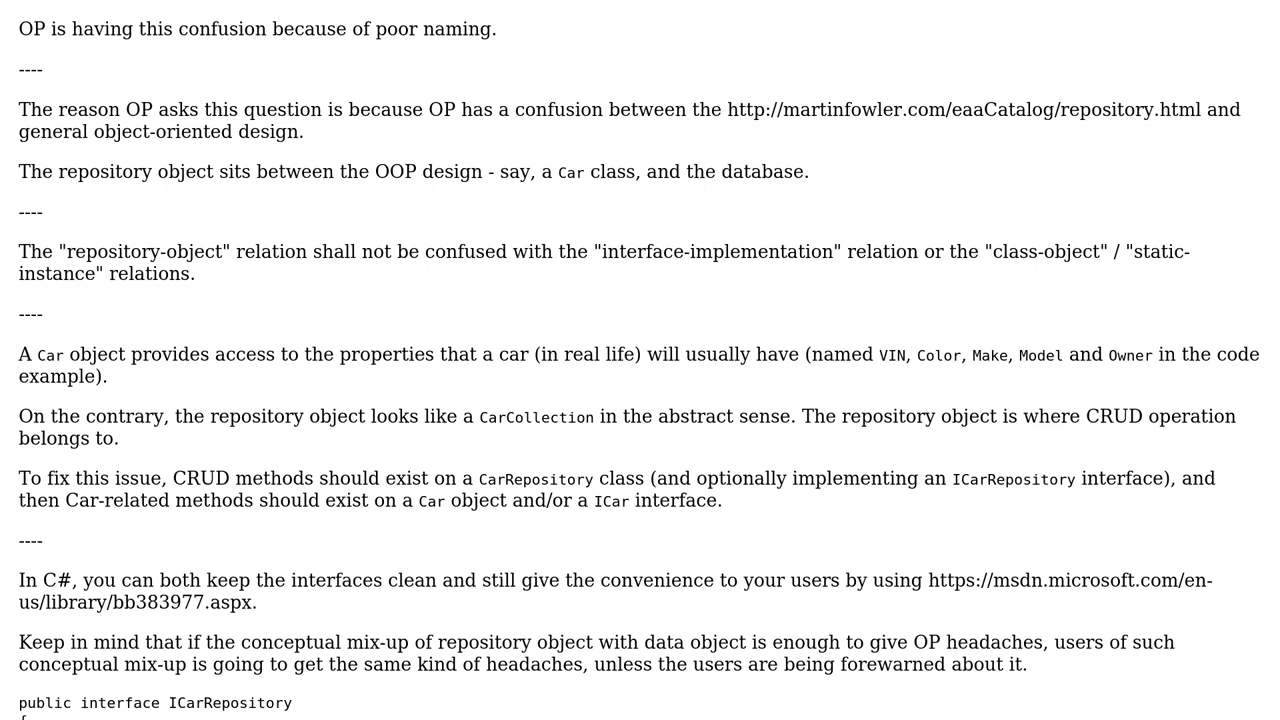 OP is having this confusion because of poor naming.
----
The reason OP asks this question is because OP has a confusion between the http://martinfowler.com/eaaCatalog/repository.html and
general object-oriented design.
The repository object sits between the OOP design - say, a Car class, and the database.
----
The "repository-object" relation shall not be confused with the "interface-implementation" relation or the "class-object" / "static-
instance" relations.
----
A Car object provides access to the properties that a car (in real life) will usually have (named VIN, Color, Make, Model and Owner in the code
example).
On the contrary, the repository object looks like a CarCollection in the abstract sense. The repository object is where CRUD operation
belongs to.
To fix this issue, CRUD methods should exist on a CarRepository class (and optionally implementing an ICarRepository interface), and
then Car-related methods should exist on a Car object and/or a ICar interface.
----
In C#, you can both keep the interfaces clean and still give the convenience to your users by using https://msdn.microsoft.com/en-
us/library/bb383977.aspx.
Keep in mind that if the conceptual mix-up of repository object with data object is enough to give OP headaches, users of such
conceptual mix-up is going to get the same kind of headaches, unless the users are being forewarned about it.
public interface ICarRepository
{